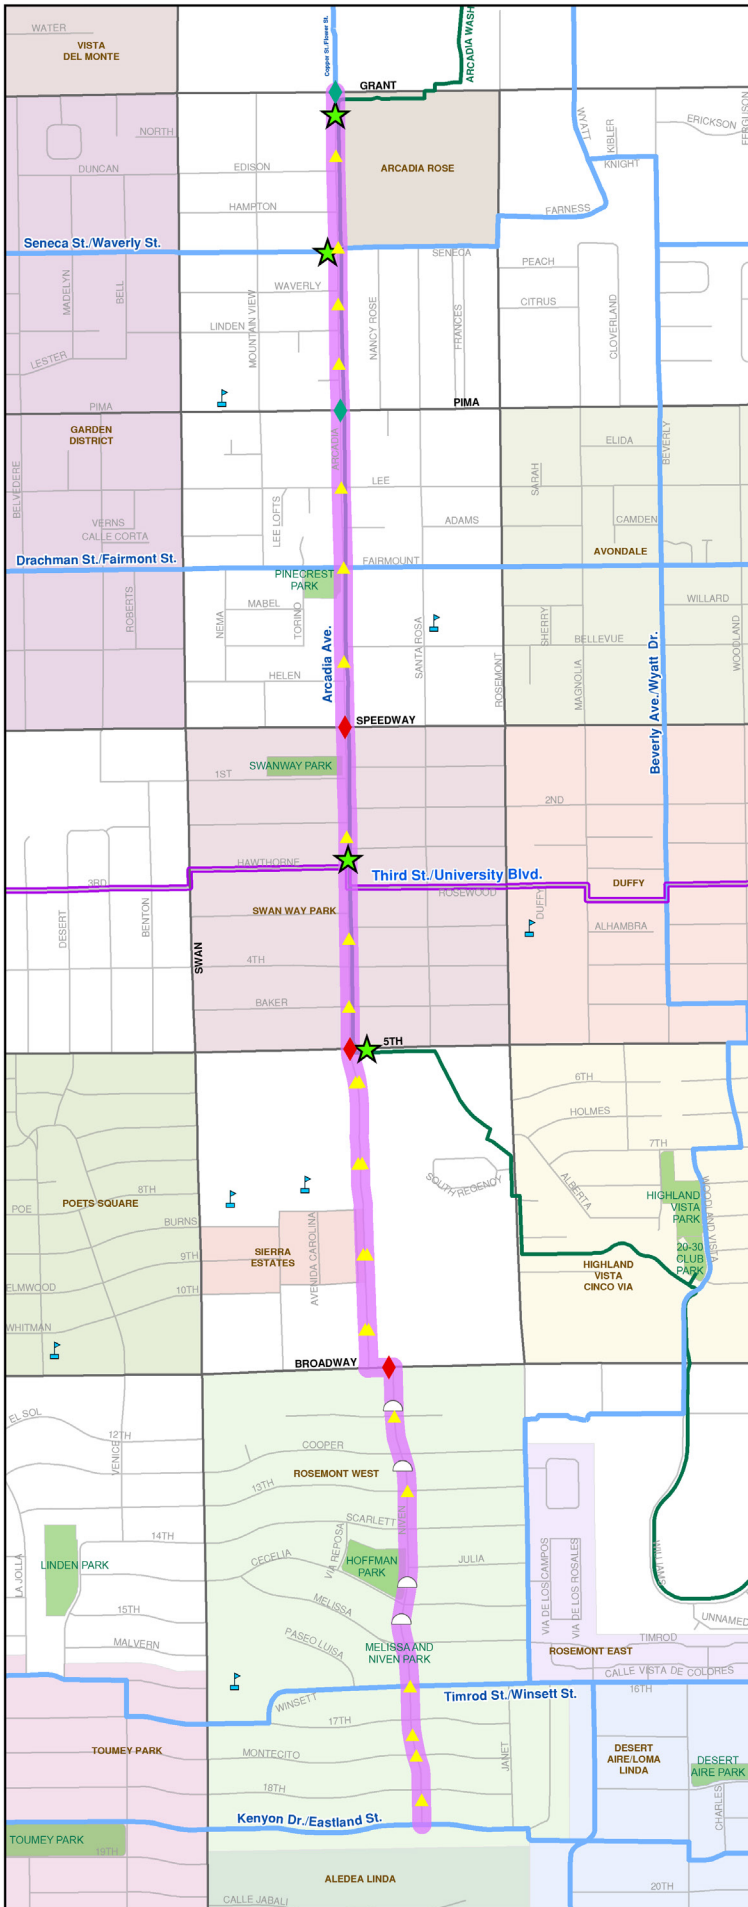 WATER
VISTA
DEL MONTE
Copper St./Flower St.
ARCADIA WASH
GRANT
NORTH
WYATT
KIBLER
ERICKSON
FERGUSON
DUNCAN
EDISON
ARCADIA ROSE
KNIGHT
HAMPTON
FARNESS
Seneca St./Waverly St.
SENECA
PEACH
MADELYN
BELL
WAVERLY
CITRUS
LINDEN
MOUNTAIN VIEW
NANCY ROSE
FRANCES
CLOVERLAND
LESTER
PIMA
PIMA
GARDEN
DISTRICT
ARCADIA
ELIDA
BEVERLY
BELVEDERE
LEE
SARAH
LEE LOFTS
VERNS
ADAMS
CAMDEN
CALLE CORTA
AVONDALE
Drachman St./Fairmont St.
FAIRMOUNT
PINECREST
PARK
ROBERTS
NEMA
MABEL
TORINO
SANTA ROSA
SHERRY
WILLARD
BELLEVUE
WOODLAND
Arcadia Ave.
HELEN
ROSEMONT
MAGNOLIA
Beverly Ave./Wyatt Dr.
SPEEDWAY
SWANWAY PARK
1ST
2ND
HAWTHORNE
3RD
Third St./University Blvd.
DUFFY
ROSEWOOD
DESERT
BENTON
SWAN WAY PARK
DUFFY
ALHAMBRA
SWAN
4TH
BAKER
5TH
6TH
HOLMES
7TH
8TH
SOUTH REGENCY
ALBERTA
HIGHLAND
VISTA
PARK
WOODLAND VISTA
POETS SQUARE
POE
BURNS
AVENIDA CAROLINA
9TH
SIERRA
ESTATES
20-30
CLUB
PARK
HIGHLAND
VISTA
CINCO VIA
ELMWOOD
10TH
WHITMAN
BROADWAY
EL SOL
12TH
VENICE
COOPER
ROSEMONT WEST
13TH
SCARLETT
NIVEN
14TH
VIA REPOSA
CECELIA
HOFFMAN
PARK
JULIA
LA JOLLA
LINDEN PARK
VIA DE LOS CAMPOS
VIA DE LOS ROSALES
WILLIAMS
15TH
MELISSA
UNNAMED
MALVERN
PASEO LUISA
MELISSA AND
NIVEN PARK
TIMROD
ROSEMONT EAST
CALLE VISTA DE COLORES
WINSETT
Timrod St./Winsett St.
16TH
17TH
TOUMEY PARK
MONTECITO
JANET
DESERT
AIRE/LOMA
LINDA
DESERT
AIRE PARK
18TH
CHARLES
Kenyon Dr./Eastland St.
TOUMEY PARK
19TH
ALEDEA LINDA
20TH
CALLE JABALI